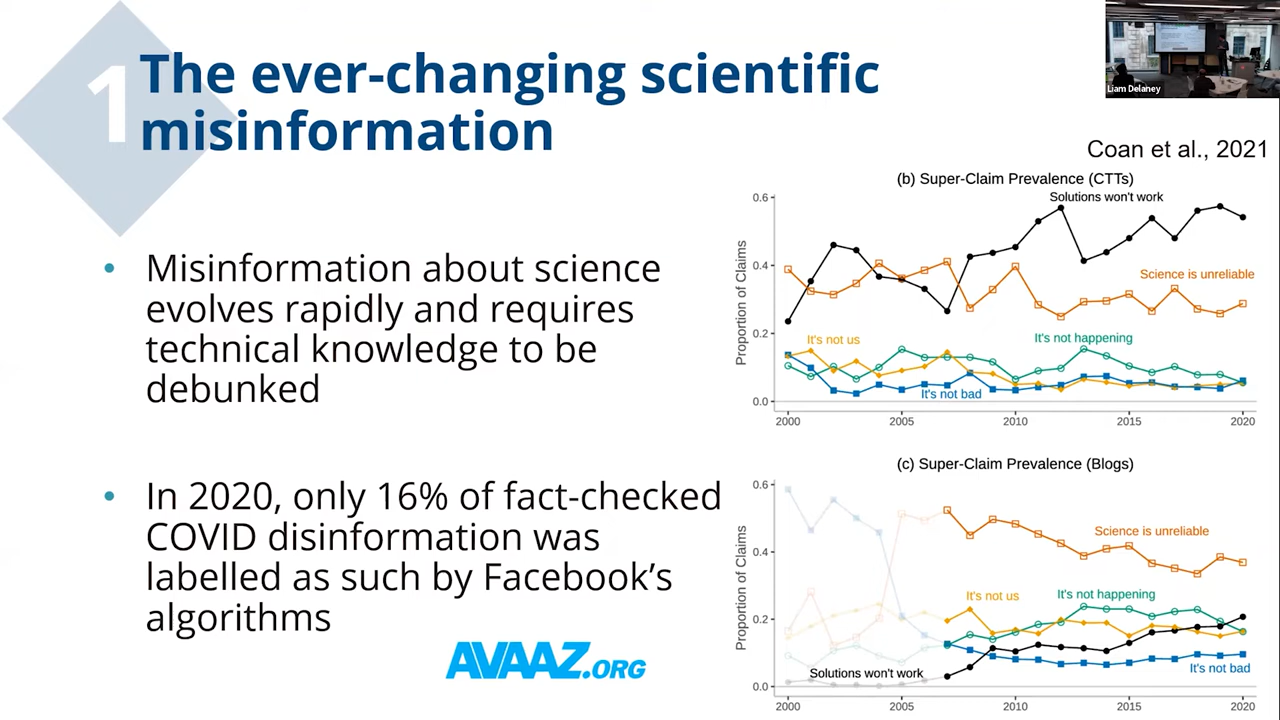 1
The ever-changing scientific
misinformation
Liam Delaney
Coan et al., 2021
• Misinformation about science
evolves rapidly and requires
technical knowledge to be
debunked
• In 2020, only 16% of fact-checked
COVID disinformation was
labelled as such by Facebook’s
algorithms
AVAAZ.ORG
(b) Super-Claim Prevalence (CTTs)
Proportion of Claims
0.6
0.4
0.2
0.0
Solutions won't work
Science is unreliable
It's not us
It's not happening
It's not bad
2000 2005 2010 2015 2020
(c) Super-Claim Prevalence (Blogs)
Proportion of Claims
0.6
0.4
0.2
0.0
Science is unreliable
It's not us
It's not happening
Solutions won't work
It's not bad
2000 2005 2010 2015 2020